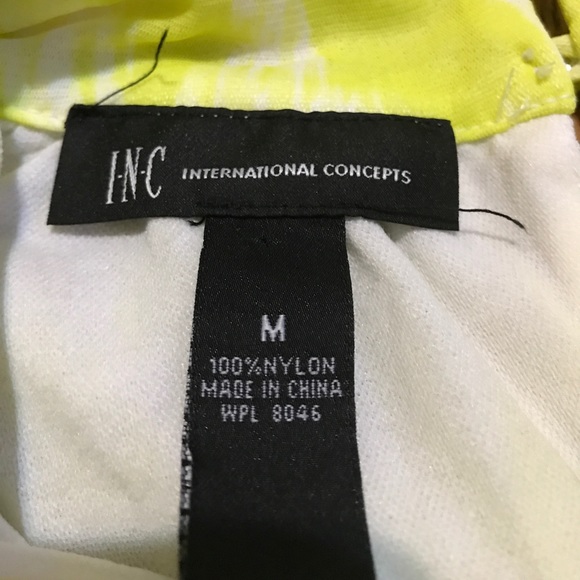 I·N·C INTERNATIONAL CONCEPTS
M
100%NYLON
MADE IN CHINA
WPL 8046